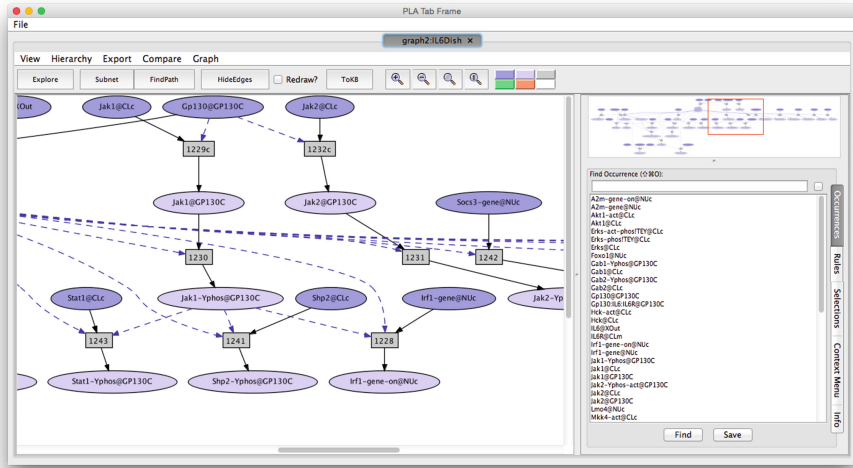 PLA Tab Frame
File
graph2:IL6Dish ×
View Hierarchy Export Compare Graph
Explore Subnet FindPath HideEdges Redraw? ToKB
XOut Jak1@CLc Gp130@GP130C Jak2@CLc
1229c 1232c
Jak1@GP130C Jak2@GP130C Socs3-gene@NUc
1230 1231 1242
Stat1@CLc Jak1-Yphos@GP130C Shp2@CLc Irf1-gene@NUc Jak2-Yp
1243 1241 1228
Stat1-Yphos@GP130C Shp2-Yphos@GP130C Irf1-gene-on@NUc
Find Occurrence (⇧⌘O):
A2m-gene-on@NUc
A2m-gene@NUc
Akt1-act@CLc
Akt1@CLc
Erks-act-phos!TEY@CLc
Erks-phos!TEY@CLc
Erks@CLc
Foxo1@NUc
Gab1-Yphos@GP130C
Gab1@CLc
Gab2-Yphos@GP130C
Gab2@CLc
Gp130@GP130C
Gp130:IL6:IL6R@GP130C
Hck-act@CLc
Hck@CLc
IL6@XOut
IL6R@CLm
Irf1-gene-on@NUc
Irf1-gene@NUc
Jak1-Yphos@GP130C
Jak1@CLc
Jak1@GP130C
Jak2-Yphos-act@GP130C
Jak2@CLc
Jak2@GP130C
Lmo4@NUc
Mkk4-act@CLc
Find Save
Occurrences
Rules
Selections
Context Menu
Info